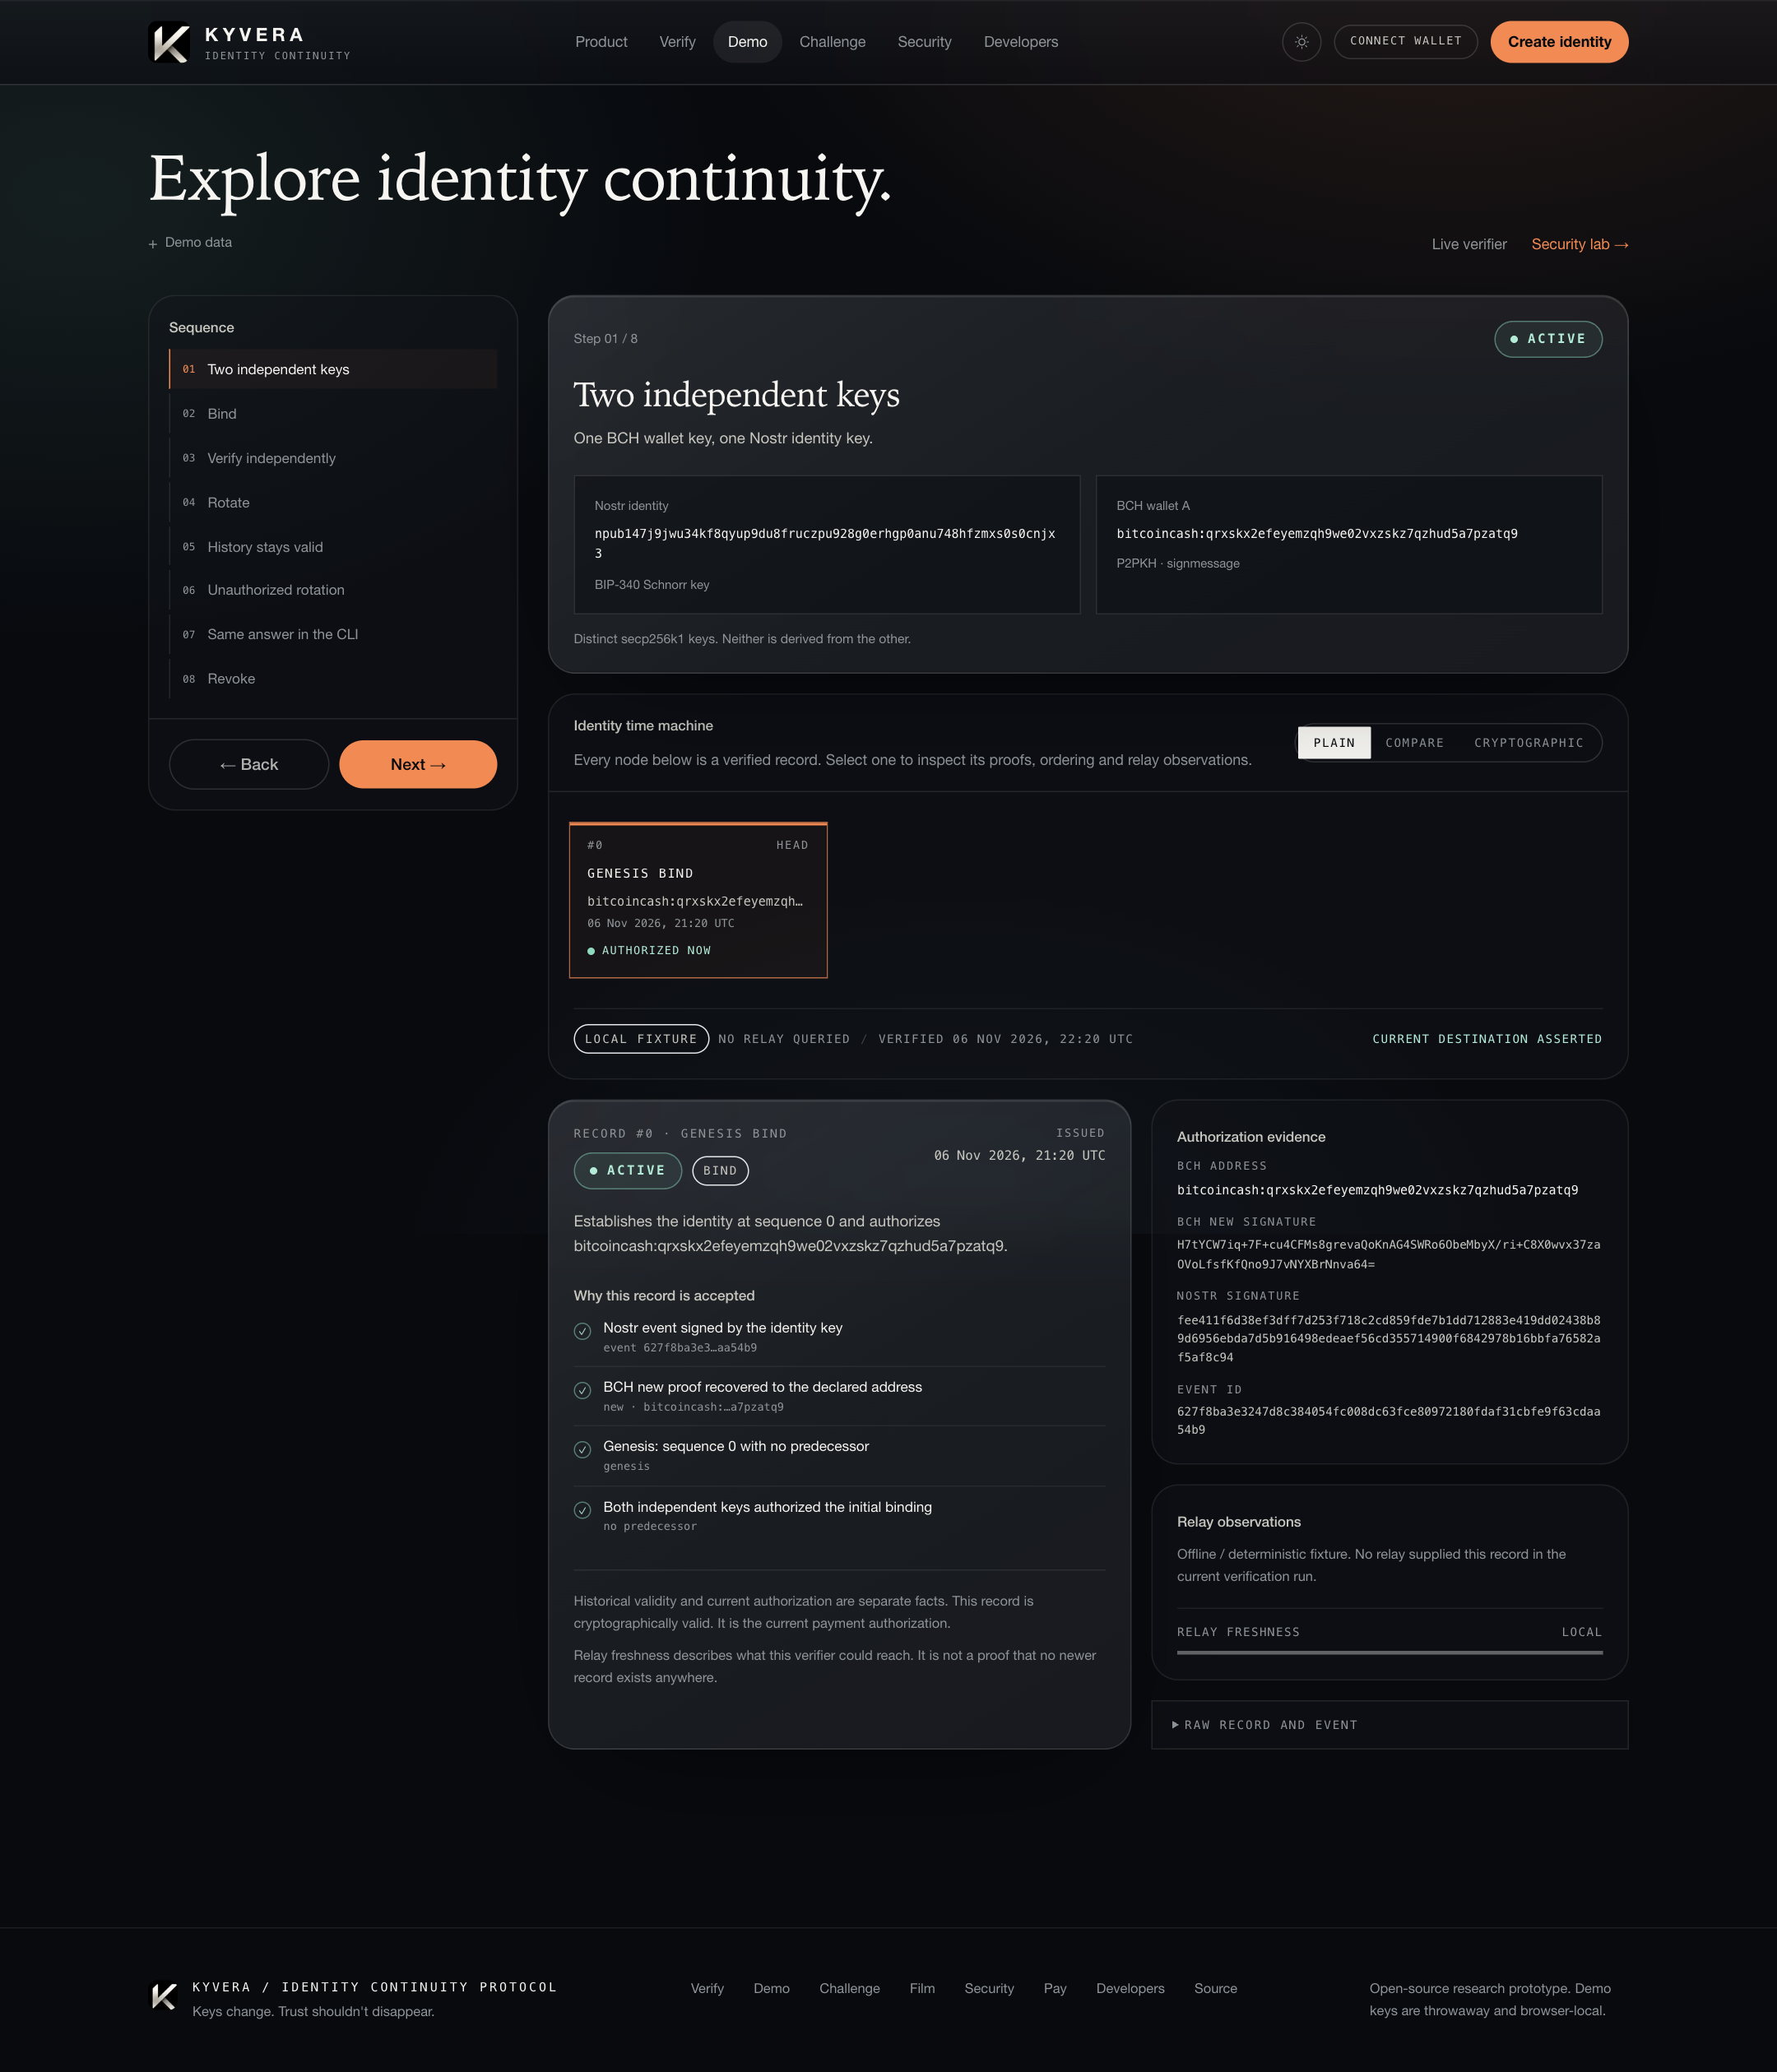 KYVERA
IDENTITY CONTINUITY
Product
Verify
Demo
Challenge
Security
Developers
CONNECT WALLET
Create identity
Explore identity continuity.
+ Demo data
Live verifier
Security lab →
Sequence
01 Two independent keys
02 Bind
03 Verify independently
04 Rotate
05 History stays valid
06 Unauthorized rotation
07 Same answer in the CLI
08 Revoke
← Back
Next →
Step 01 / 8
ACTIVE
Two independent keys
One BCH wallet key, one Nostr identity key.
Nostr identity
npub147j9jwu34kf8qyup9du8fruczpu928g0erhgp0anu748hfzmxs0s0cnjx
3
BIP-340 Schnorr key
BCH wallet A
bitcoincash:qrxskx2efeyemzqh9we02vxzskz7qzhud5a7pzatq9
P2PKH · signmessage
Distinct secp256k1 keys. Neither is derived from the other.
Identity time machine
Every node below is a verified record. Select one to inspect its proofs, ordering and relay observations.
PLAIN
COMPARE
CRYPTOGRAPHIC
#0 HEAD
GENESIS BIND
bitcoincash:qrxskx2efeyemzqh…
06 Nov 2026, 21:20 UTC
AUTHORIZED NOW
LOCAL FIXTURE
NO RELAY QUERIED / VERIFIED 06 NOV 2026, 22:20 UTC
CURRENT DESTINATION ASSERTED
RECORD #0 · GENESIS BIND
ACTIVE
BIND
ISSUED
06 Nov 2026, 21:20 UTC
Establishes the identity at sequence 0 and authorizes
bitcoincash:qrxskx2efeyemzqh9we02vxzskz7qzhud5a7pzatq9.
Why this record is accepted
Nostr event signed by the identity key
event 627f8ba3e3…aa54b9
BCH new proof recovered to the declared address
new · bitcoincash:…a7pzatq9
Genesis: sequence 0 with no predecessor
genesis
Both independent keys authorized the initial binding
no predecessor
Historical validity and current authorization are separate facts. This record is
cryptographically valid. It is the current payment authorization.
Relay freshness describes what this verifier could reach. It is not a proof that no newer
record exists anywhere.
Authorization evidence
BCH ADDRESS
bitcoincash:qrxskx2efeyemzqh9we02vxzskz7qzhud5a7pzatq9
BCH NEW SIGNATURE
H7tYCW7iq+7F+cu4CFMs8grevaQoKnAG4SWRo6ObeMbyX/ri+C8X0wvx37za
OVoLfsfKfQno9J7vNYXBrNnva64=
NOSTR SIGNATURE
fee411f6d38ef3dff7d253f718c2cd859fde7b1dd712883e419dd02438b8
9d6956ebda7d5b916498edeaef56cd355714900f6842978b16bbfa76582a
f5af8c94
EVENT ID
627f8ba3e3247d8c384054fc008dc63fce80972180fdaf31cbfe9f63cdaa
54b9
Relay observations
Offline / deterministic fixture. No relay supplied this record in the
current verification run.
RELAY FRESHNESS
LOCAL
RAW RECORD AND EVENT
KYVERA / IDENTITY CONTINUITY PROTOCOL
Keys change. Trust shouldn't disappear.
Verify
Demo
Challenge
Film
Security
Pay
Developers
Source
Open-source research prototype. Demo
keys are throwaway and browser-local.